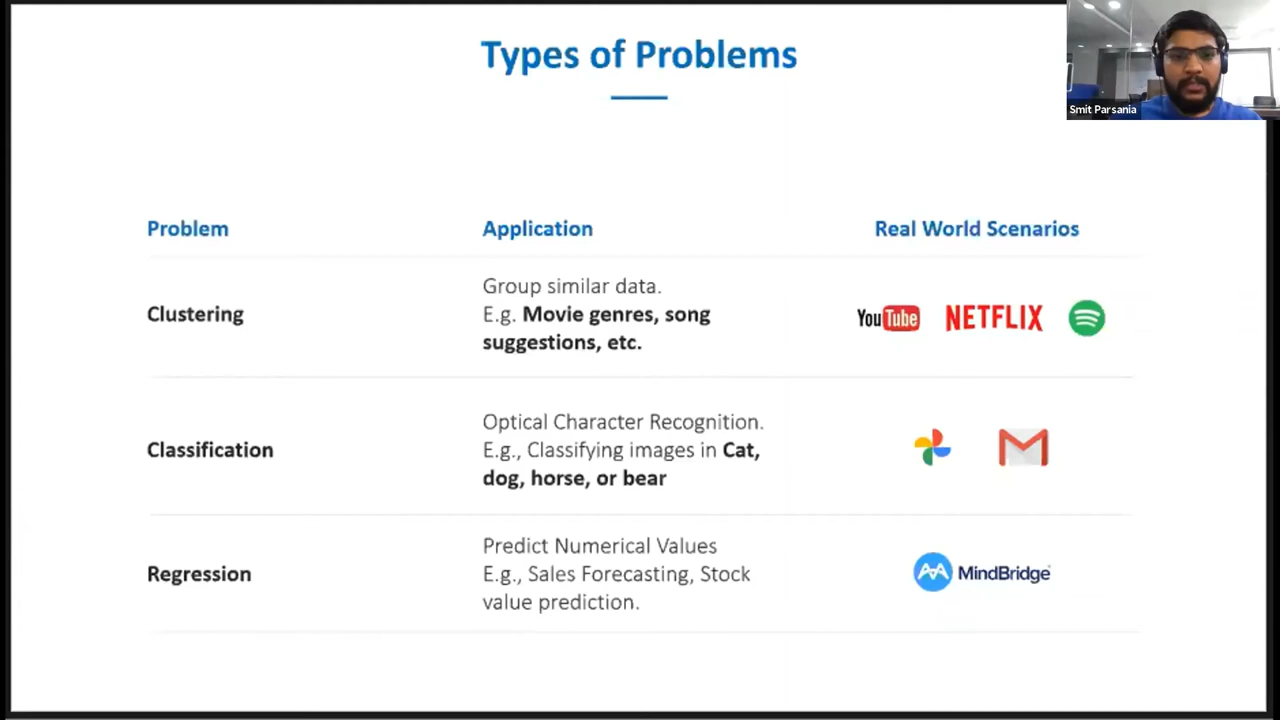 Types of Problems
Smit Parsania
Problem
Application
Real World Scenarios
Clustering
Group similar data.
E.g. Movie genres, song
suggestions, etc.
YouTube
NETFLIX
Classification
Optical Character Recognition.
E.g., Classifying images in Cat,
dog, horse, or bear
Regression
Predict Numerical Values
E.g., Sales Forecasting, Stock
value prediction.
MindBridge